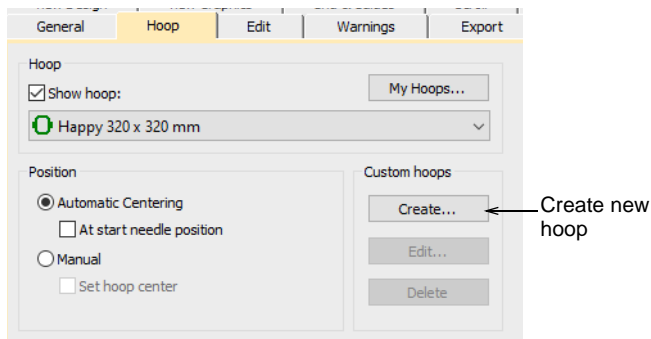 General Hoop Edit Warnings Export
Hoop
Show hoop: My Hoops...
Happy 320 x 320 mm
Position Custom hoops
Automatic Centering Create... Create new
At start needle position hoop
Manual Edit...
Set hoop center Delete